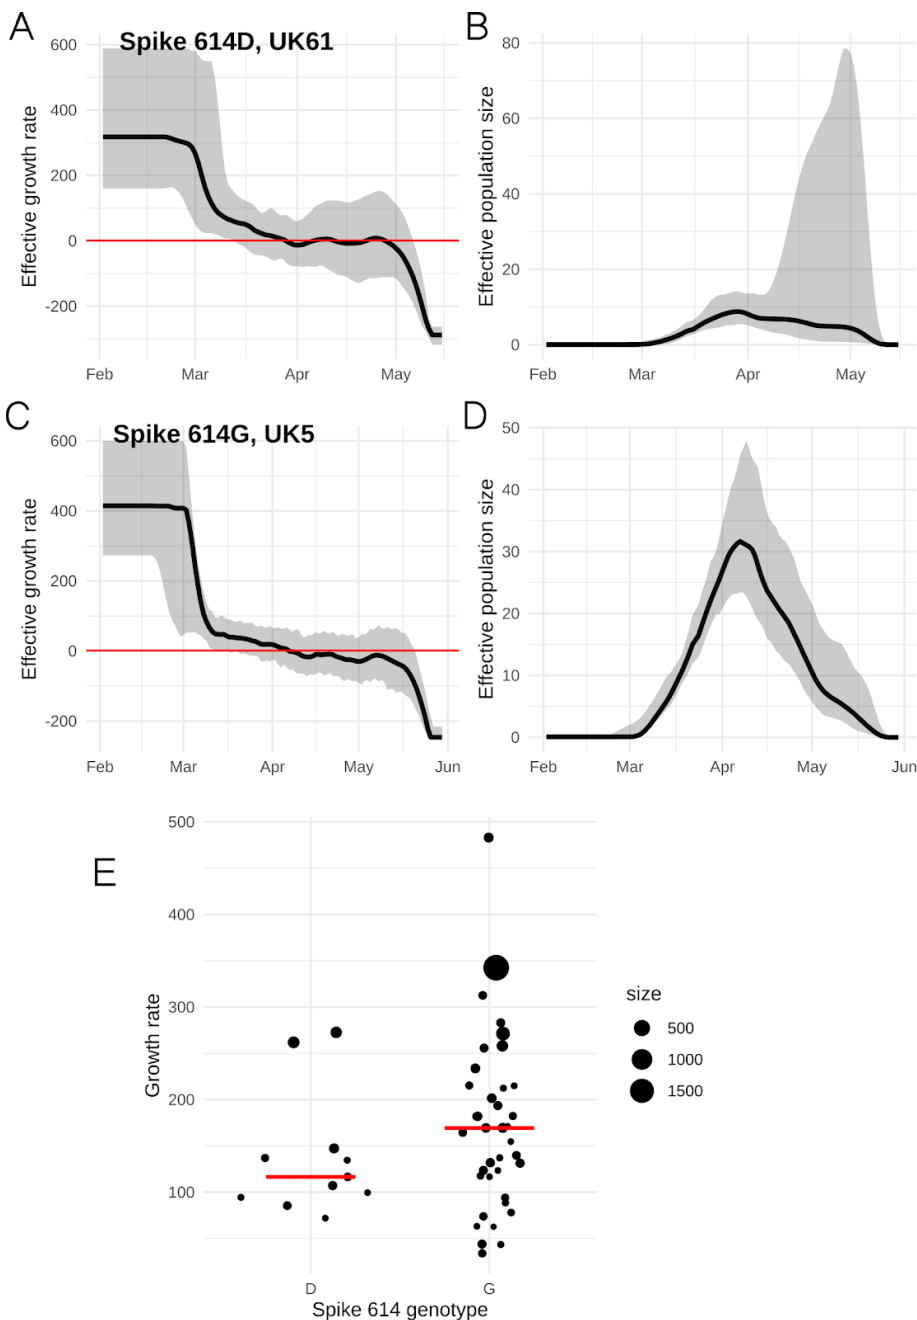 A
Spike 614D, UK61
Effective growth rate
600
400
200
0
-200
Feb Mar Apr May
B
Effective population size
80
60
40
20
0
Feb Mar Apr May
C
Spike 614G, UK5
Effective growth rate
600
400
200
0
-200
Feb Mar Apr May Jun
D
Effective population size
50
40
30
20
10
0
Feb Mar Apr May Jun
E
Growth rate
500
400
300
200
100
D G
Spike 614 genotype
size
500
1000
1500